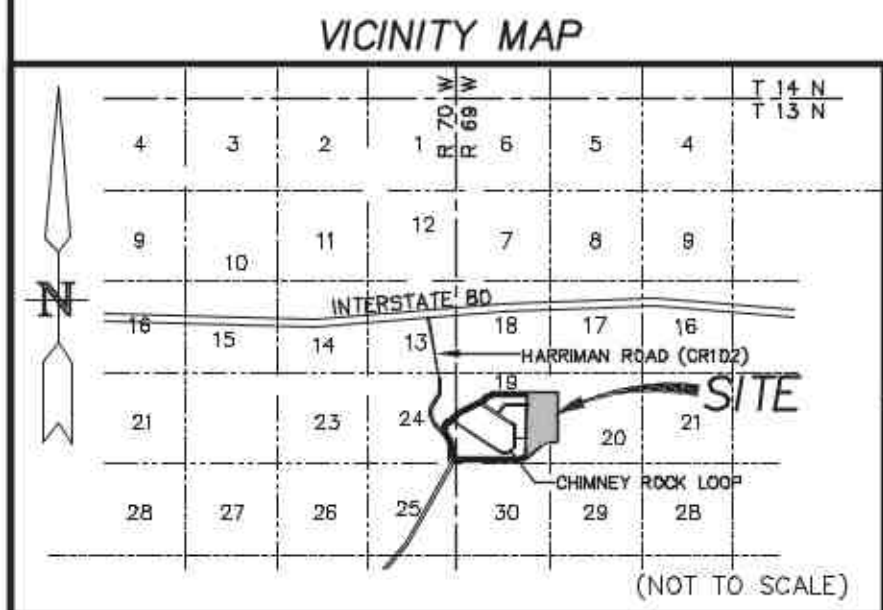 VICINITY MAP
R 70 W
R 69 W
T 14 N
T 13 N
4 3 2 1 6 5 4
9 10 11 12 7 8 9
N
INTERSTATE 80
16 15 14 13 18 17 16
HARRIMAN ROAD (CR102)
19
SITE
21 23 24 20 21
CHIMNEY ROCK LOOP
28 27 26 25 30 29 28
(NOT TO SCALE)